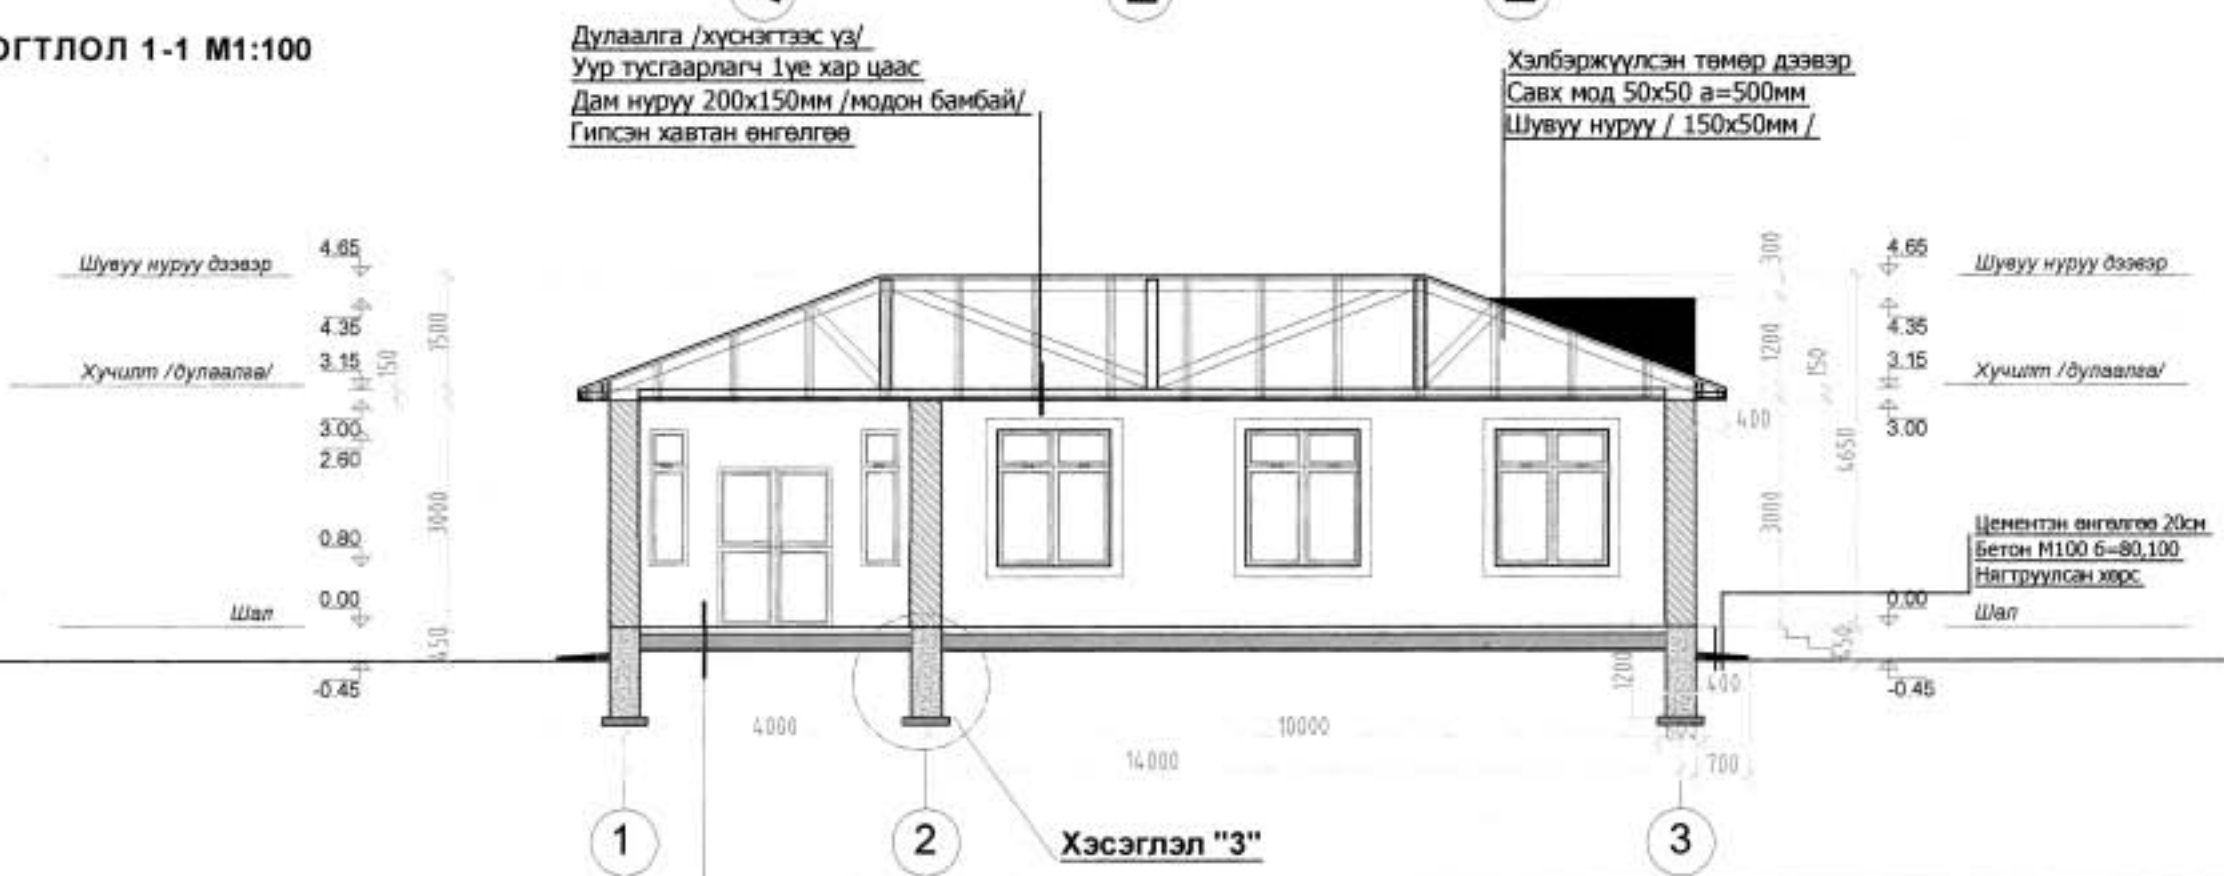 ОГТЛОЛ 1-1 М1:100
Дулаалга /хүснэгтээс үз/
Уур тусгаарлагч 1үе хар цаас
Дам нуруу 200х150мм /модон бамбай/
Гипсэн хавтан өнгөлгөө
Хэлбэржүүлсэн төмөр дээвэр
Савх мод 50х50 а=500мм
Шувуу нуруу / 150х50мм /
Шувуу нуруу дээвэр
4.65
4.35
Хучилт /дулаалга/
3.15
3.00
2.60
0.80
Шал
0.00
-0.45
150
1500
3000
450
300
1200
150
400
4650
3000
450
4.65
Шувуу нуруу дээвэр
4.35
3.15
Хучилт /дулаалга/
3.00
Цементэн өнгөлгөө 20см
Бетон М100 б=80,100
Нягтруулсан хөрс
0.00
Шал
-0.45
1200
400
4000
10000
14000
700
1
2
3
Хэсэглэл "3"